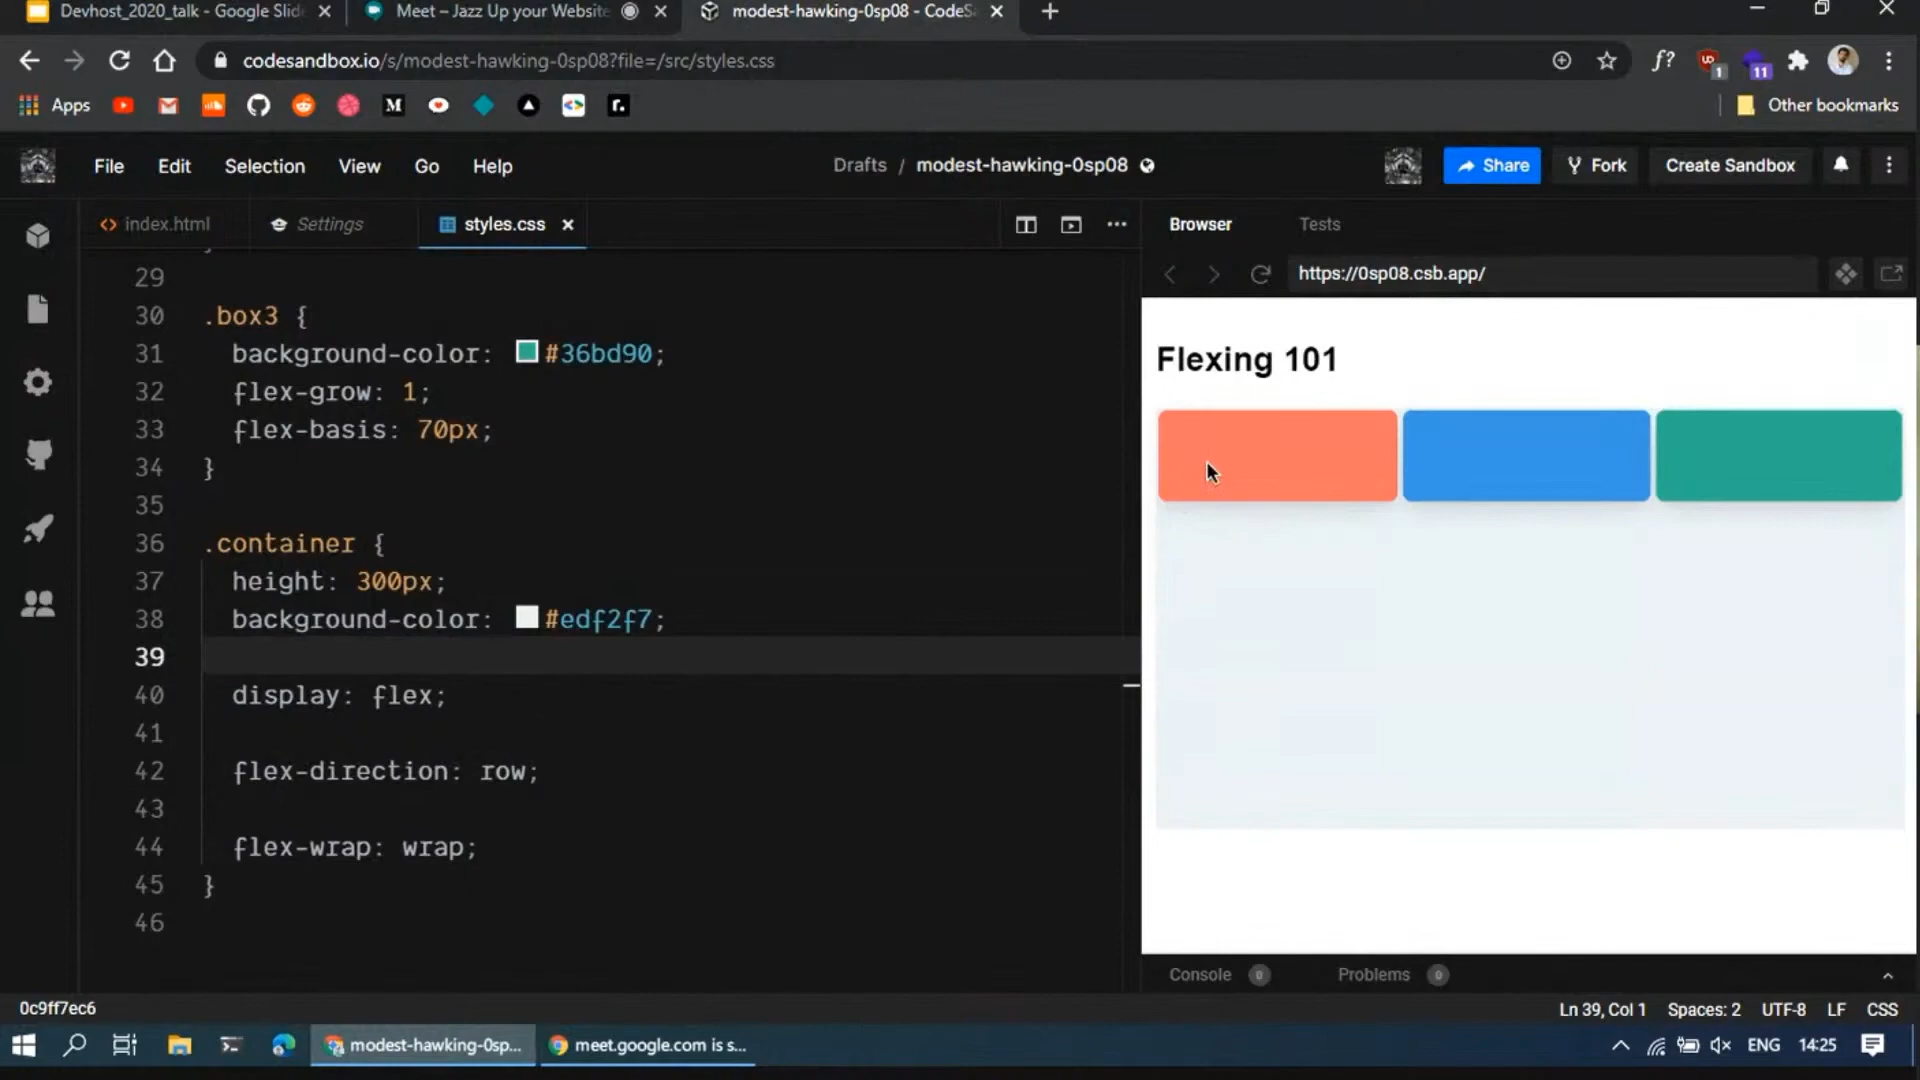 Devhost_2020_talk - Google Slid
Meet – Jazz Up your Website
modest-hawking-0sp08 - CodeS
codesandbox.io/s/modest-hawking-0sp08?file=/src/styles.css
f?
1
11
Apps
M
r.
Other bookmarks
File
Edit
Selection
View
Go
Help
Drafts / modest-hawking-0sp08
Share
Fork
Create Sandbox
index.html
Settings
styles.css
Browser
Tests
https://0sp08.csb.app/
29
30 .box3 {
31 background-color: #36bd90;
32 flex-grow: 1;
33 flex-basis: 70px;
34 }
35
36 .container {
37 height: 300px;
38 background-color: #edf2f7;
39
40 display: flex;
41
42 flex-direction: row;
43
44 flex-wrap: wrap;
45 }
46
Flexing 101
Console 0
Problems 0
0c9ff7ec6
Ln 39, Col 1
Spaces: 2
UTF-8
LF
CSS
modest-hawking-0sp...
meet.google.com is s...
ENG
14:25